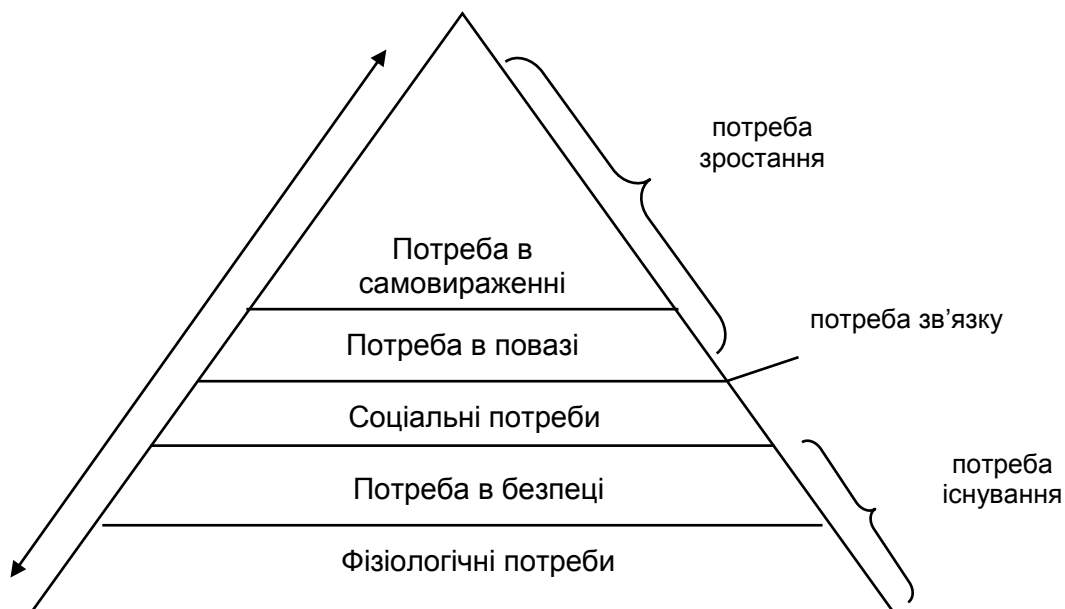 потреба
зростання
Потреба в
самовираженні
потреба зв’язку
Потреба в повазі
Соціальні потреби
потреба
існування
Потреба в безпеці
Фізіологічні потреби